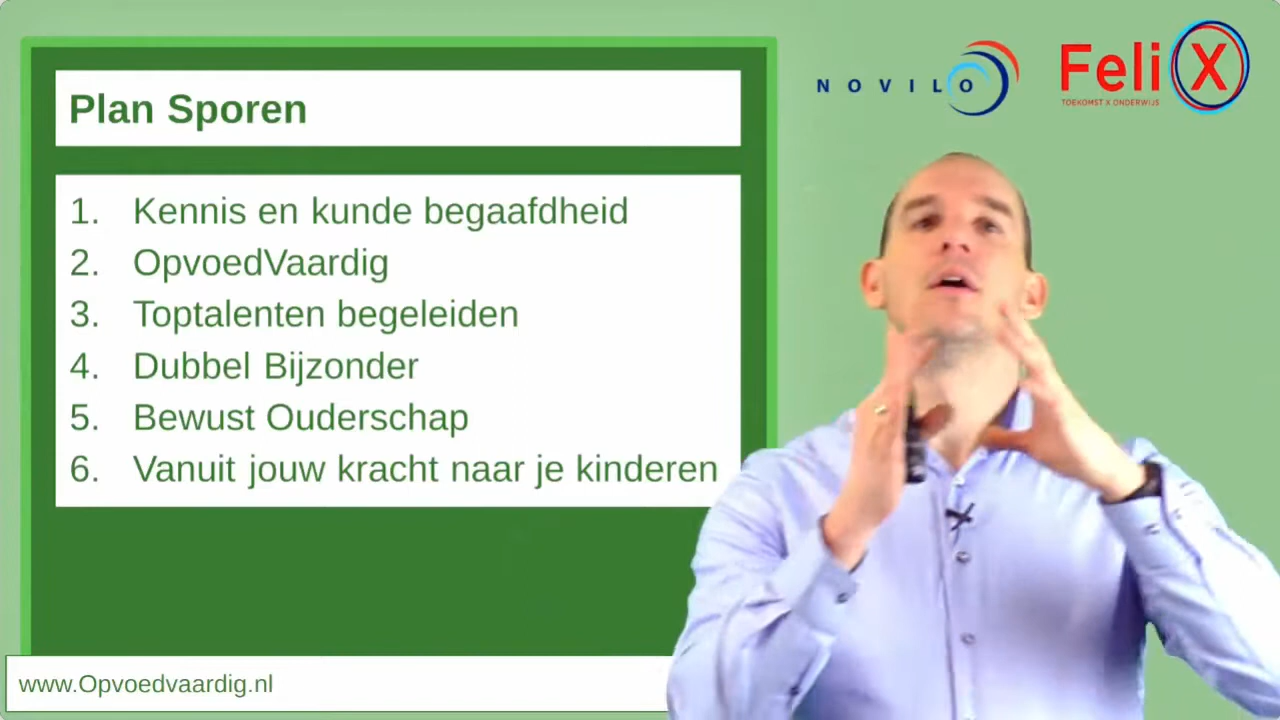 NOVILO
FeliX
TOEKOMST X ONDERWIJS
Plan Sporen
1. Kennis en kunde begaafdheid
2. OpvoedVaardig
3. Toptalenten begeleiden
4. Dubbel Bijzonder
5. Bewust Ouderschap
6. Vanuit jouw kracht naar je kinderen
www.Opvoedvaardig.nl